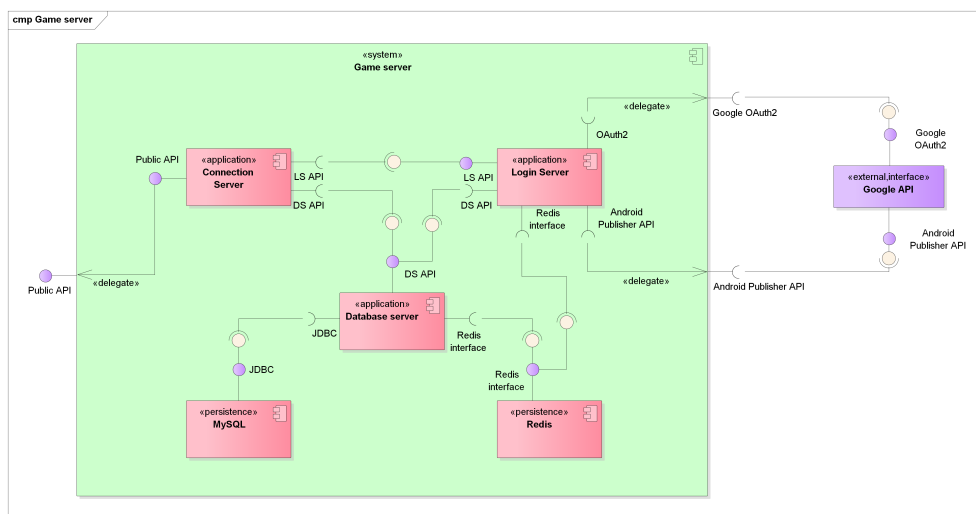 cmp Game server
«system»
Game server
«delegate»
Google OAuth2
OAuth2
Google
OAuth2
Public API
«application»
Connection
Server
LS API
DS API
LS API
DS API
«application»
Login Server
«external,interface»
Google API
Redis
interface
Android
Publisher API
Android
Publisher API
Public API
«delegate»
DS API
«delegate»
Android Publisher API
«application»
Database server
JDBC
Redis
interface
JDBC
Redis
interface
«persistence»
MySQL
«persistence»
Redis